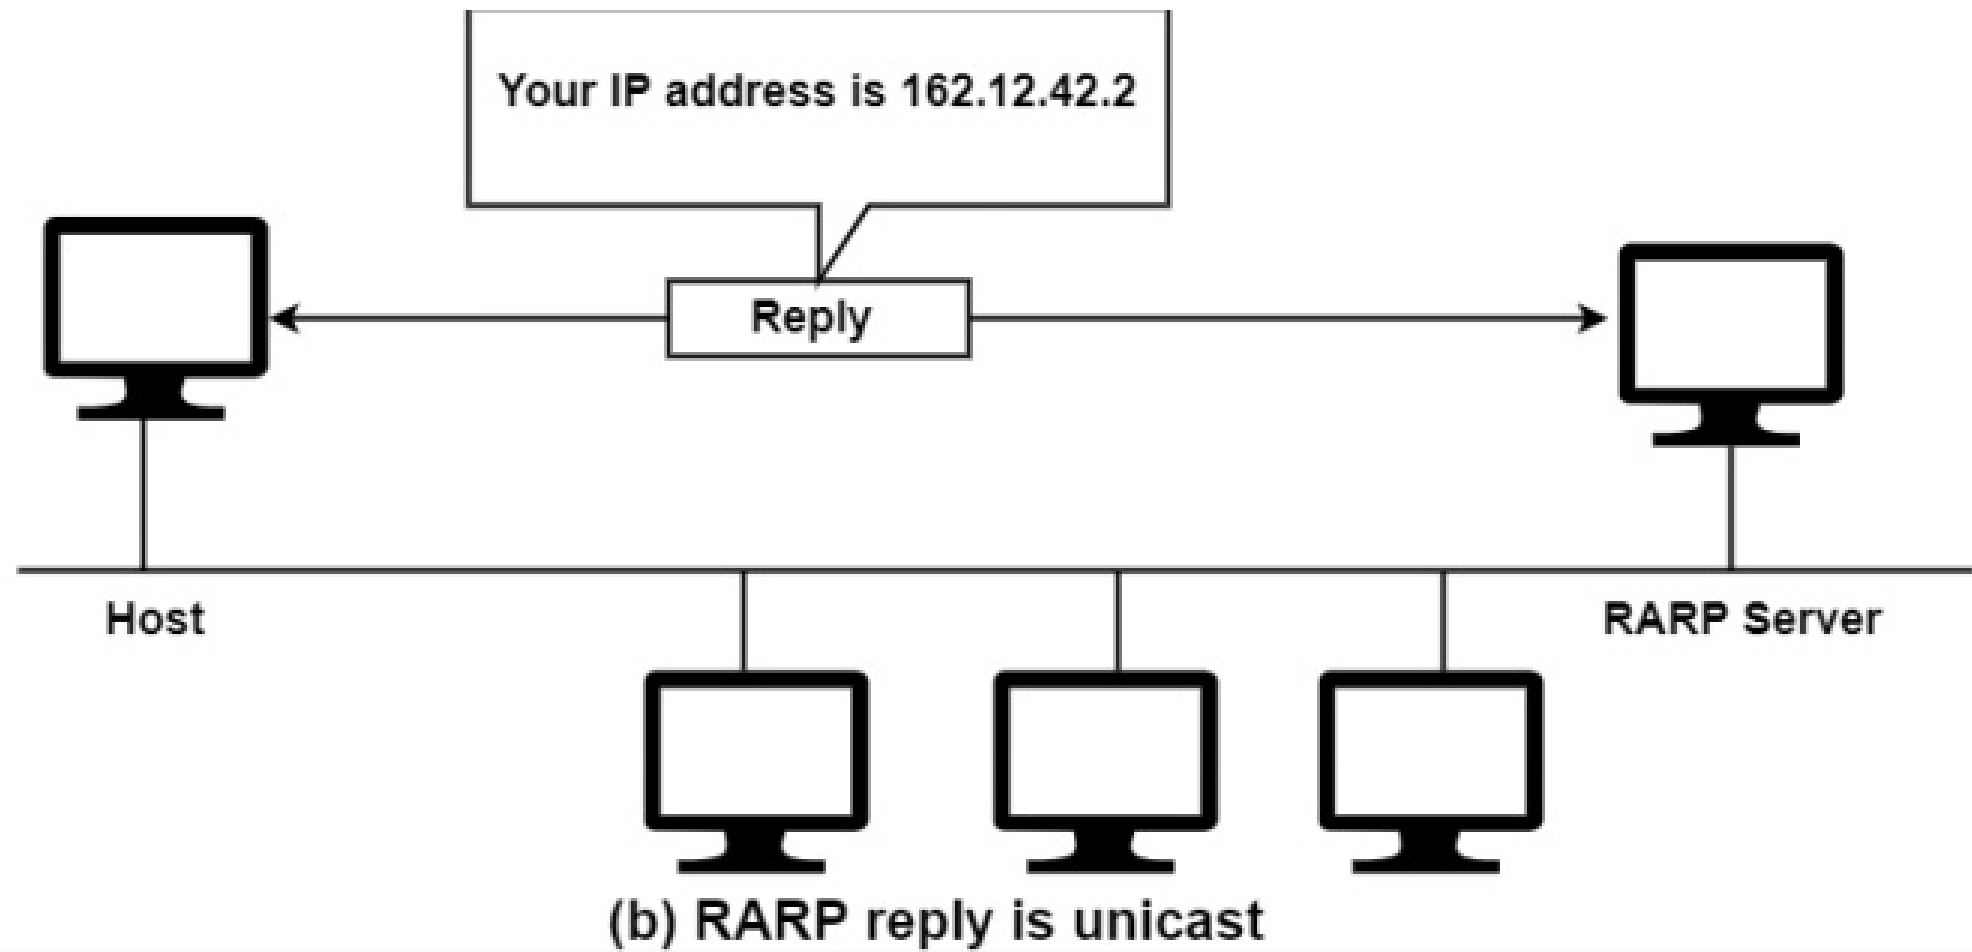 Your IP address is 162.12.42.2
Reply
Host
RARP Server
(b) RARP reply is unicast